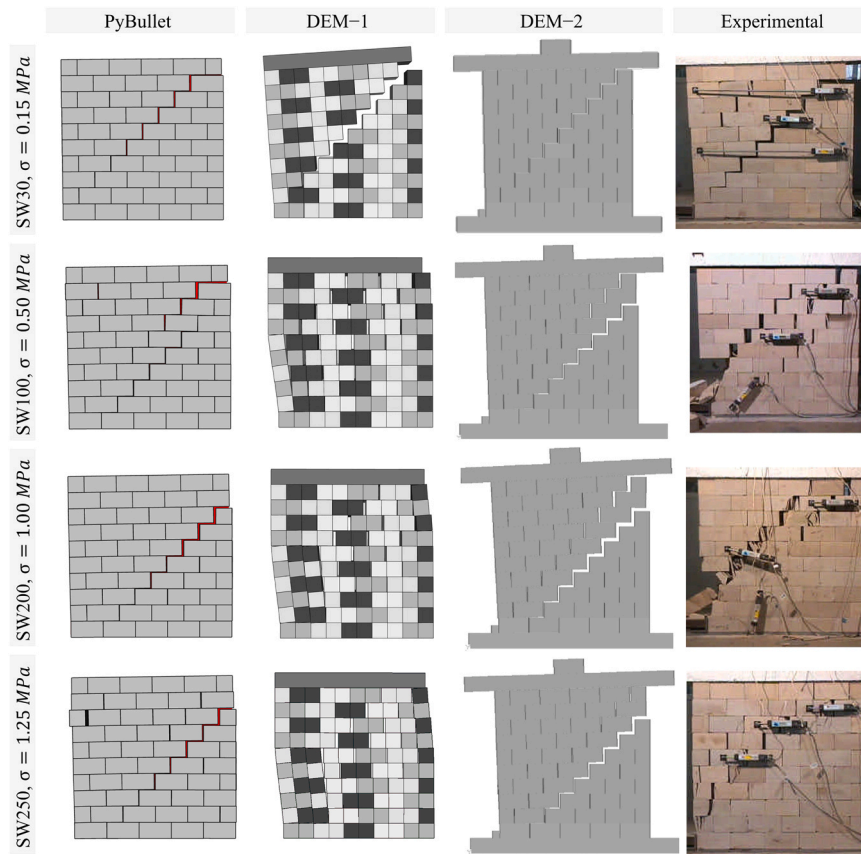 PyBullet DEM−1 DEM−2 Experimental
SW30, σ = 0.15 MPa
SW100, σ = 0.50 MPa
SW200, σ = 1.00 MPa
SW250, σ = 1.25 MPa